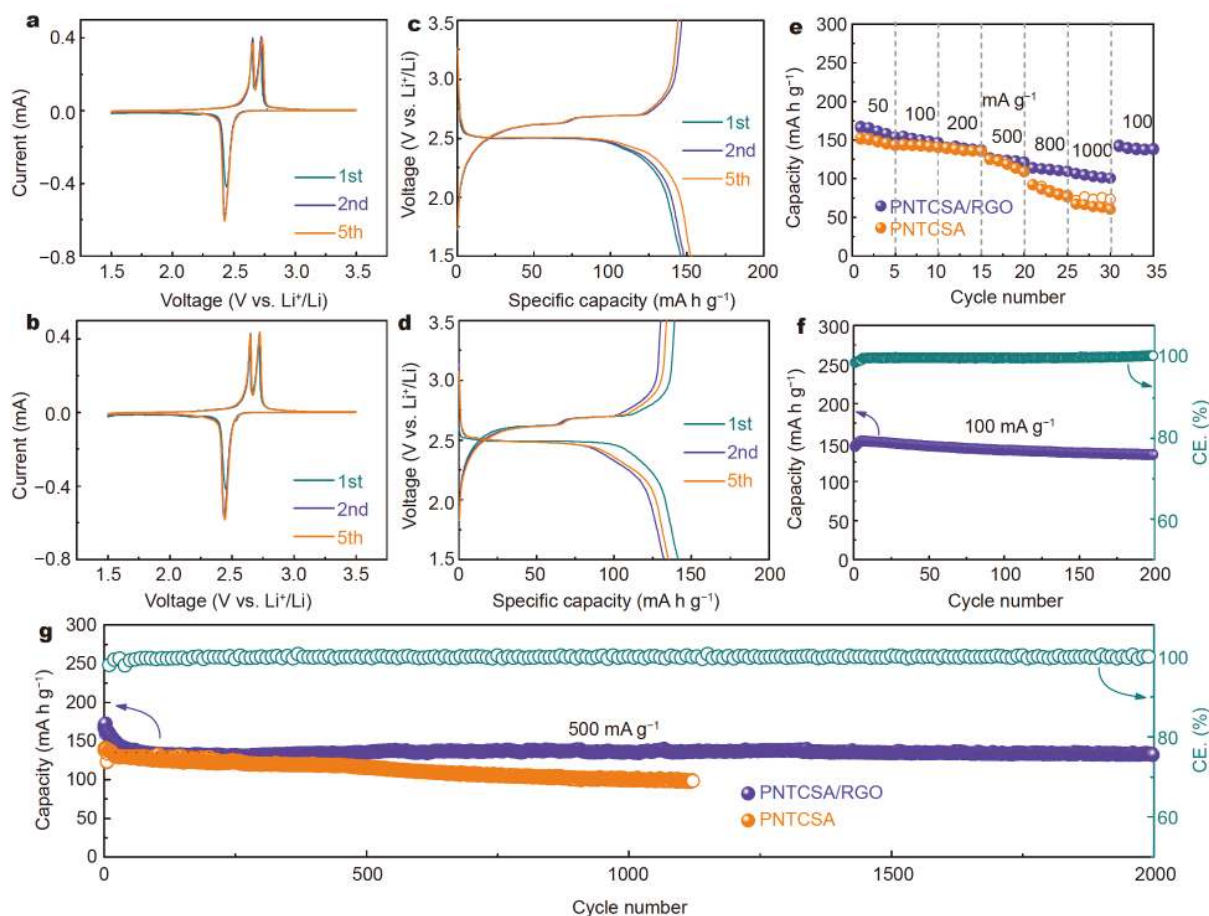 a
0.4
0.0
−0.4
−0.8
Current (mA)
1st
2nd
5th
1.5 2.0 2.5 3.0 3.5
Voltage (V vs. Li⁺/Li)
c
3.5
3.0
2.5
2.0
1.5
Voltage (V vs. Li⁺/Li)
1st
2nd
5th
0 50 100 150 200
Specific capacity (mA h g⁻¹)
e
300
250
200
150
100
50
0
Capacity (mA h g⁻¹)
mA g⁻¹
50 100 200 500 800 1000 100
PNTCSA/RGO
PNTCSA
0 5 10 15 20 25 30 35
Cycle number
b
0.4
0.0
−0.4
−0.8
Current (mA)
1st
2nd
5th
1.5 2.0 2.5 3.0 3.5
Voltage (V vs. Li⁺/Li)
d
3.5
3.0
2.5
2.0
1.5
Voltage (V vs. Li⁺/Li)
1st
2nd
5th
0 50 100 150 200
Specific capacity (mA h g⁻¹)
f
300
250
200
150
100
50
0
Capacity (mA h g⁻¹)
100 mA g⁻¹
100
80
60
CE. (%)
0 50 100 150 200
Cycle number
g
300
250
200
150
100
50
0
Capacity (mA h g⁻¹)
500 mA g⁻¹
PNTCSA/RGO
PNTCSA
100
80
60
CE. (%)
0 500 1000 1500 2000
Cycle number